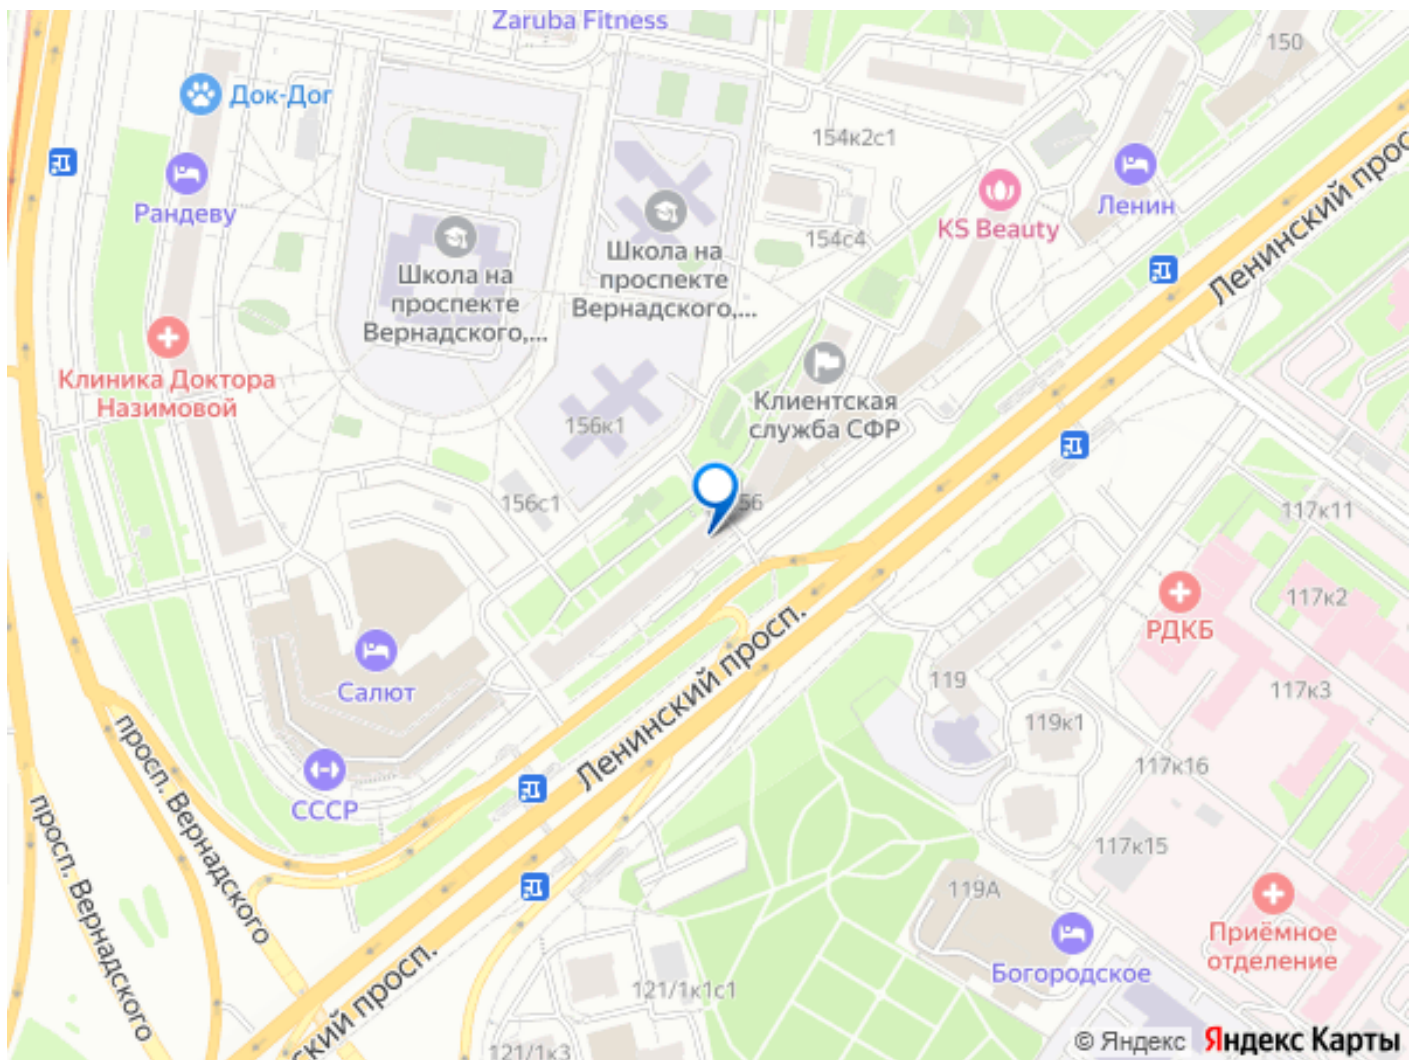 Zaruba Fitness
150
Док-Дог
154к2с1
Рандеву
Ленин
KS Beauty
154с4
Школа на
проспекте
Вернадского,...
Школа на
проспекте
Вернадского,...
Ленинский прос
Клиника Доктора
Назимовой
Клиентская
служба СФР
156к1
156с1
56
117к11
117к2
РДКБ
117к3
Салют
119
119к1
Ленинский просп.
117к16
СССР
просп. Вернадского
просп. Вернадского
117к15
119А
Приёмное
отделение
Богородское
121/1к1с1
ский просп.
121/1к3
© Яндекс Яндекс Карты